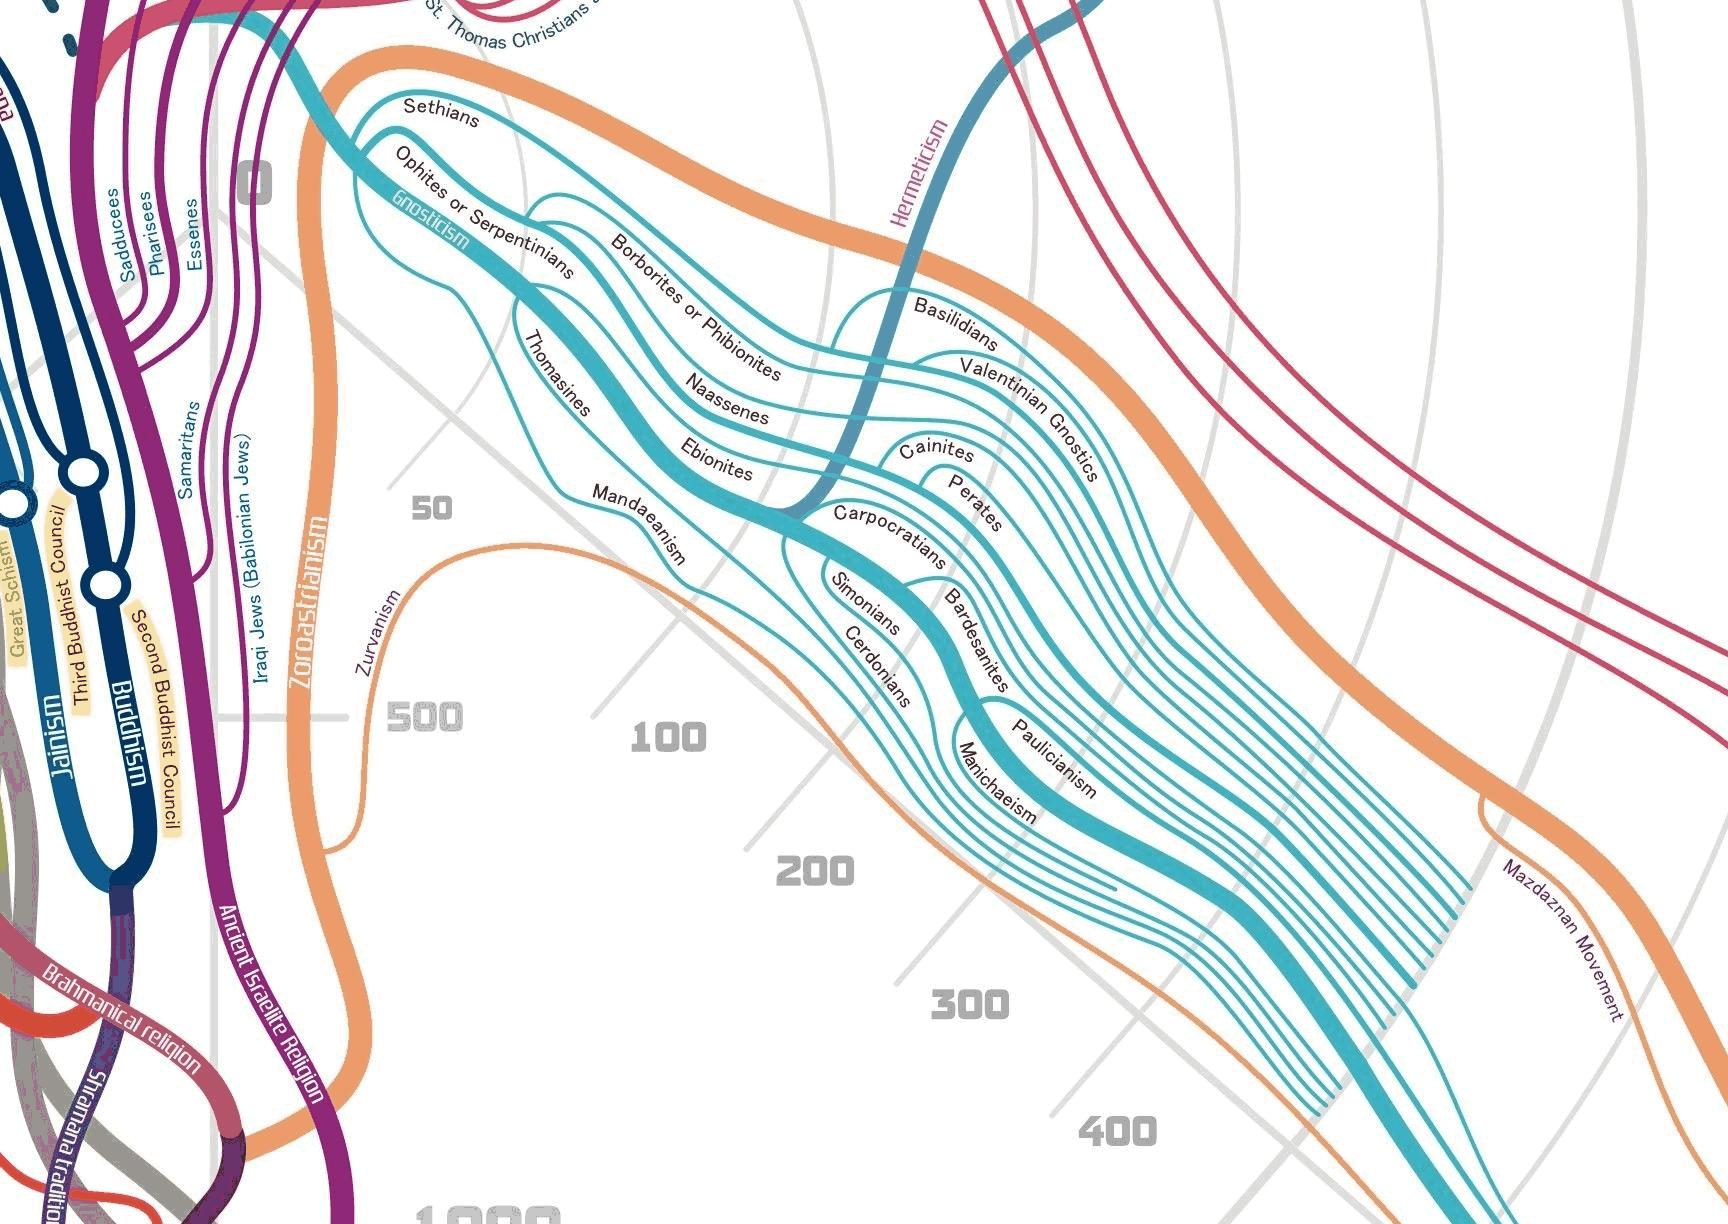 St. Thomas Christians
Sethians
Ophites or Serpentinians
Gnosticism
Hermeticism
0
Sadducees
Pharisees
Essenes
Borborites or Phibionites
Basilidians
Valentinian Gnostics
Thomasines
Naassenes
Ebionites
Cainites
Perates
Samaritans
Iraqi Jews (Babilonian Jews)
50
Mandaeanism
Carpocratians
Simonians
Bardesanites
Cerdonians
Great Schism
Third Buddhist Council
Second Buddhist Council
Zoroastrianism
Zurvanism
Jainism
Buddhism
500
100
Paulicianism
Manichaeism
200
Mazdaznan Movement
Ancient Israelite Religion
Brahmanical religion
300
Shramana tradition
400
1000